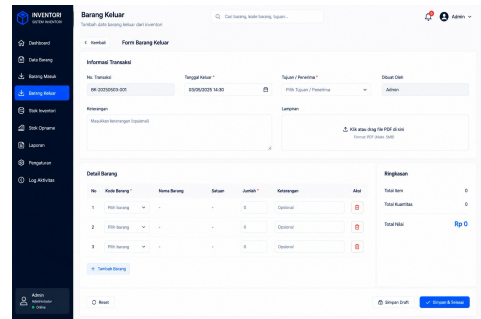 INVENTORI
SISTEM INVENTORI
Dashboard
Data Barang
Barang Masuk
Barang Keluar
Stok Inventori
Stok Opname
Laporan
Pengaturan
Log Aktivitas
Admin
Administrator
Online
Barang Keluar
Tambah data barang keluar dari inventori
Cari barang, kode barang, tujuan...
Admin
Kembali
Form Barang Keluar
Informasi Transaksi
No. Transaksi
Tanggal Keluar *
Tujuan / Penerima *
Dibuat Oleh
BK-20250503-001
03/05/2025 14:30
Pilih Tujuan / Penerima
Admin
Keterangan
Lampiran
Masukkan keterangan (opsional)
Klik atau drag file PDF di sini
Format: PDF (Maks. 5MB)
Detail Barang
No Kode Barang * Nama Barang Satuan Jumlah * Keterangan Aksi
1 Pilih barang - - 0 Opsional
2 Pilih barang - - 0 Opsional
3 Pilih barang - - 0 Opsional
+ Tambah Barang
Ringkasan
Total Item 0
Total Kuantitas 0
Total Nilai Rp 0
Reset
Simpan Draft
Simpan & Selesai